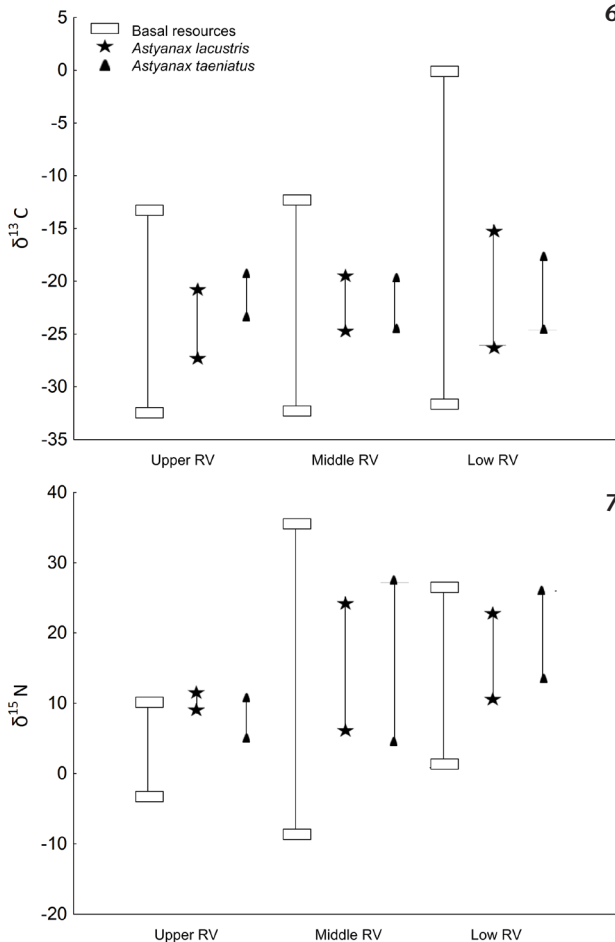 6
5
Basal resources
Astyanax lacustris
Astyanax taeniatus
0
-5
-10
-15
-20
-25
-30
-35
δ13 C
Upper RV Middle RV Low RV
7
40
30
20
10
0
-10
-20
δ15 N
Upper RV Middle RV Low RV